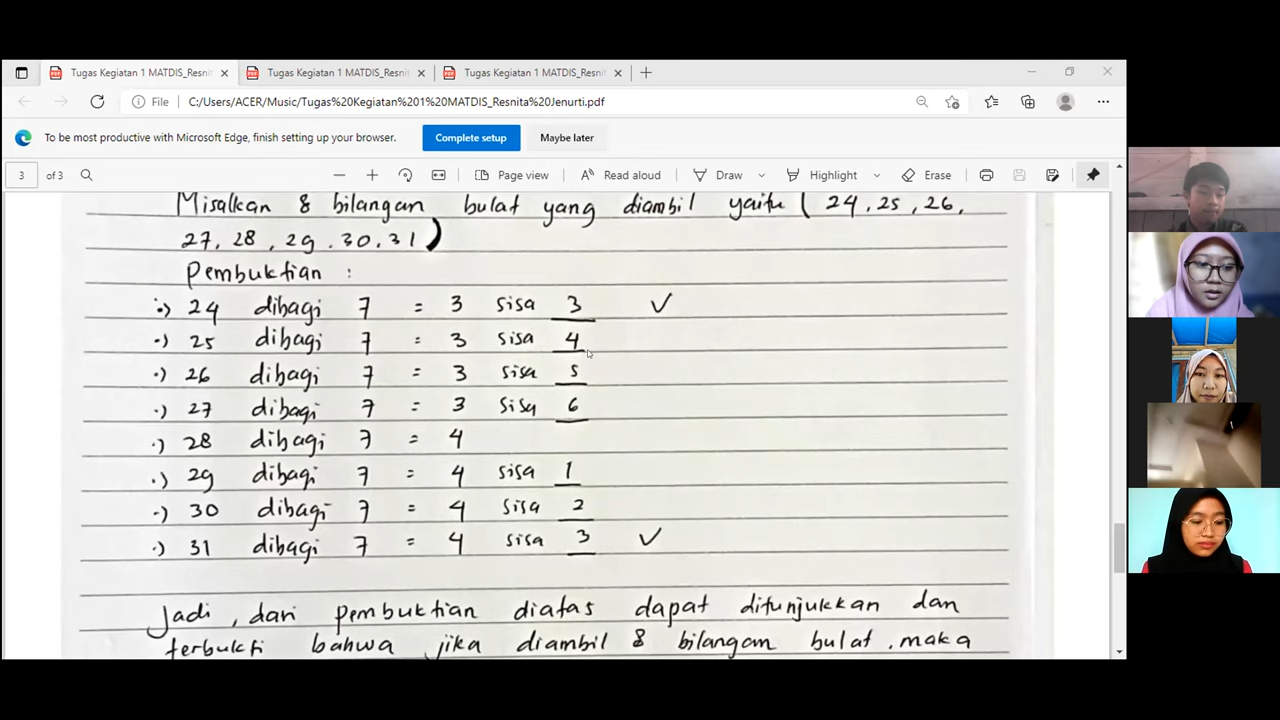 Tugas Kegiatan 1 MATDIS_Resnit
Tugas Kegiatan 1 MATDIS_Resnit
Tugas Kegiatan 1 MATDIS_Resnit
File
C:/Users/ACER/Music/Tugas%20Kegiatan%201%20MATDIS_Resnita%20Jenurti.pdf
To be most productive with Microsoft Edge, finish setting up your browser.
Complete setup
Maybe later
3 of 3
Page view
Read aloud
Draw
Highlight
Erase
Misalkan 8 bilangan bulat yang diambil yaitu ( 24, 25, 26,
27, 28, 29, 30, 31 )
Pembuktian :
•) 24 dibagi 7 = 3 sisa 3 ✓
•) 25 dibagi 7 = 3 sisa 4
•) 26 dibagi 7 = 3 sisa 5
•) 27 dibagi 7 = 3 sisa 6
•) 28 dibagi 7 = 4
•) 29 dibagi 7 = 4 sisa 1
•) 30 dibagi 7 = 4 sisa 2
•) 31 dibagi 7 = 4 sisa 3 ✓
Jadi, dari pembuktian diatas dapat ditunjukkan dan
terbukti bahwa jika diambil 8 bilangan bulat, maka